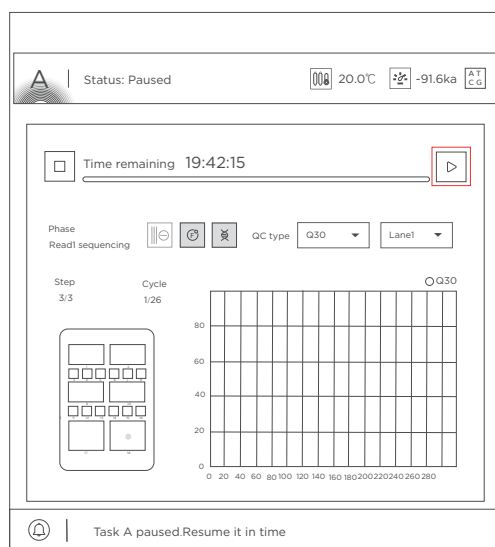 A
Status: Paused
20.0℃
-91.6ka
A T
C G
Time remaining 19:42:15
Phase
Read1 sequencing
QC type
Q30
Lane1
Step
3/3
Cycle
1/26
Q30
80
60
40
20
0
0 20 40 60 80 100 120 140 160 180 200 220 240 260 280
Task A paused.Resume it in time